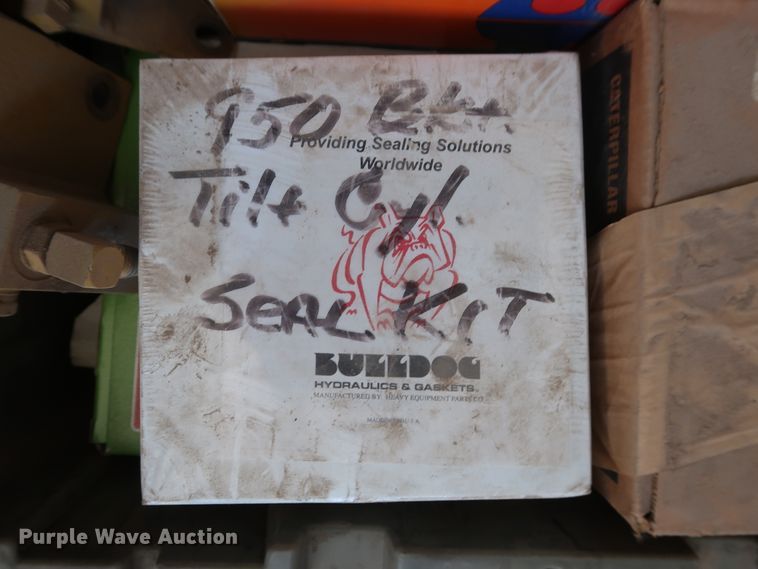 950
Providing Sealing Solutions
Worldwide
Tilt Cyl.
SEAL KIT
BULLDOG
HYDRAULICS & GASKETS
MANUFACTURED BY HEAVY EQUIPMENT PARTS CO
CATERPILLAR
Purple Wave Auction